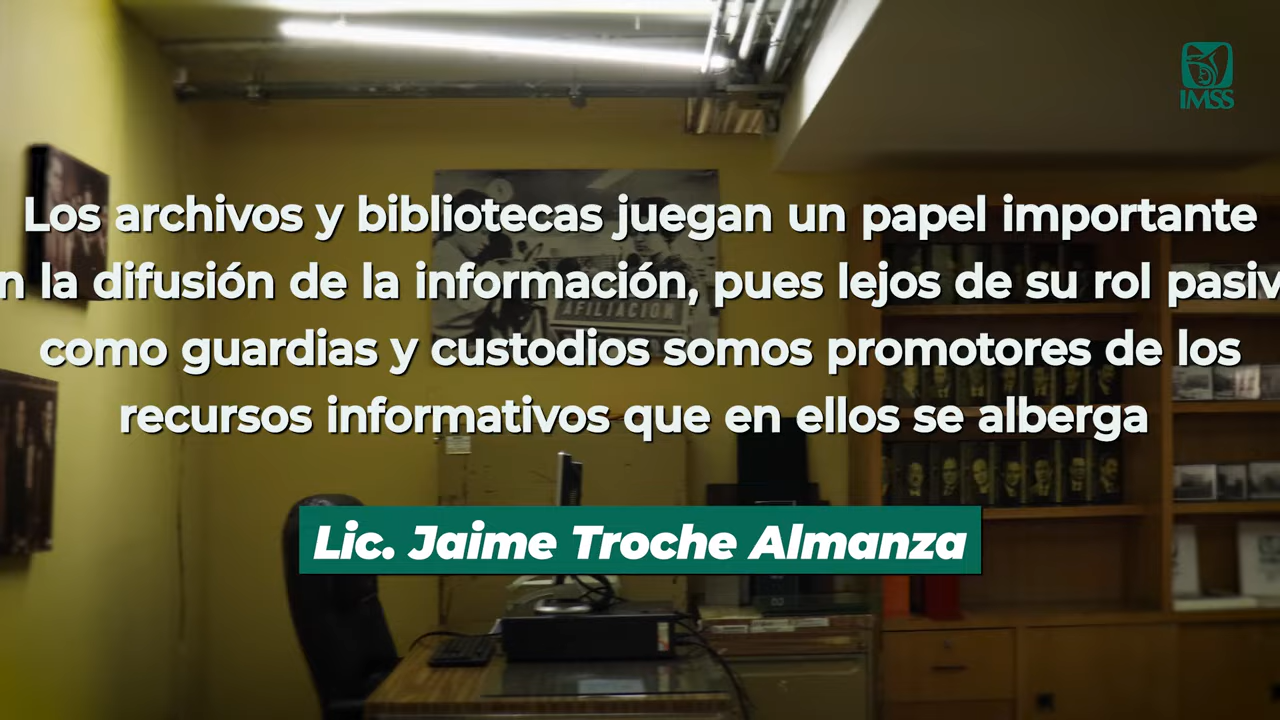 IMSS
Los archivos y bibliotecas juegan un papel importante
n la difusión de la información, pues lejos de su rol pasiv
AFILIACION
como guardias y custodios somos promotores de los
recursos informativos que en ellos se alberga
Lic. Jaime Troche Almanza